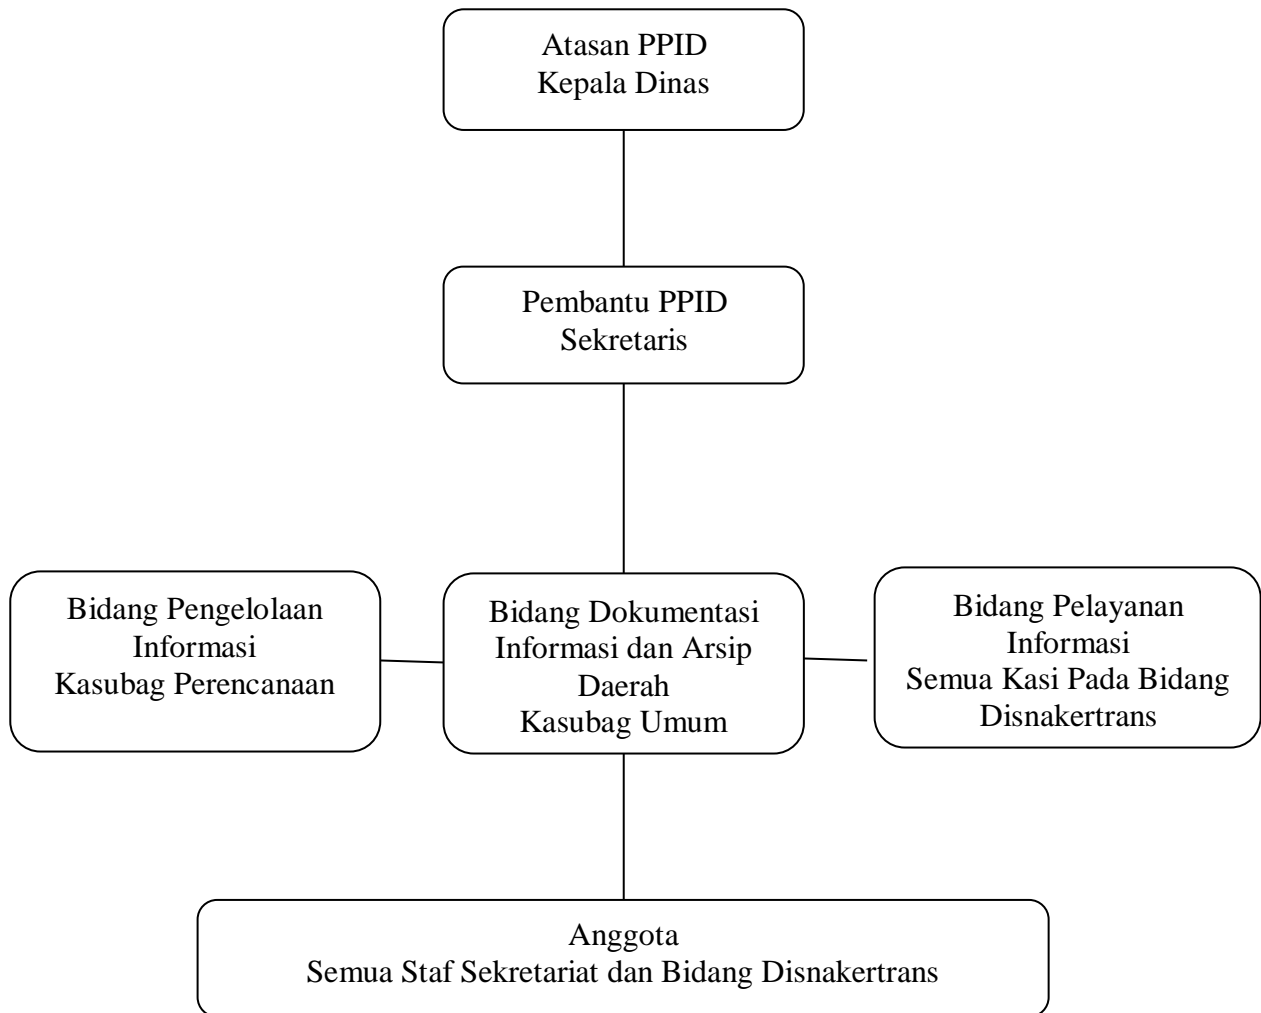 Atasan PPID
Kepala Dinas
Pembantu PPID
Sekretaris
Bidang Pengelolaan
Informasi
Kasubag Perencanaan
Bidang Dokumentasi
Informasi dan Arsip
Daerah
Kasubag Umum
Bidang Pelayanan
Informasi
Semua Kasi Pada Bidang
Disnakertrans
Anggota
Semua Staf Sekretariat dan Bidang Disnakertrans